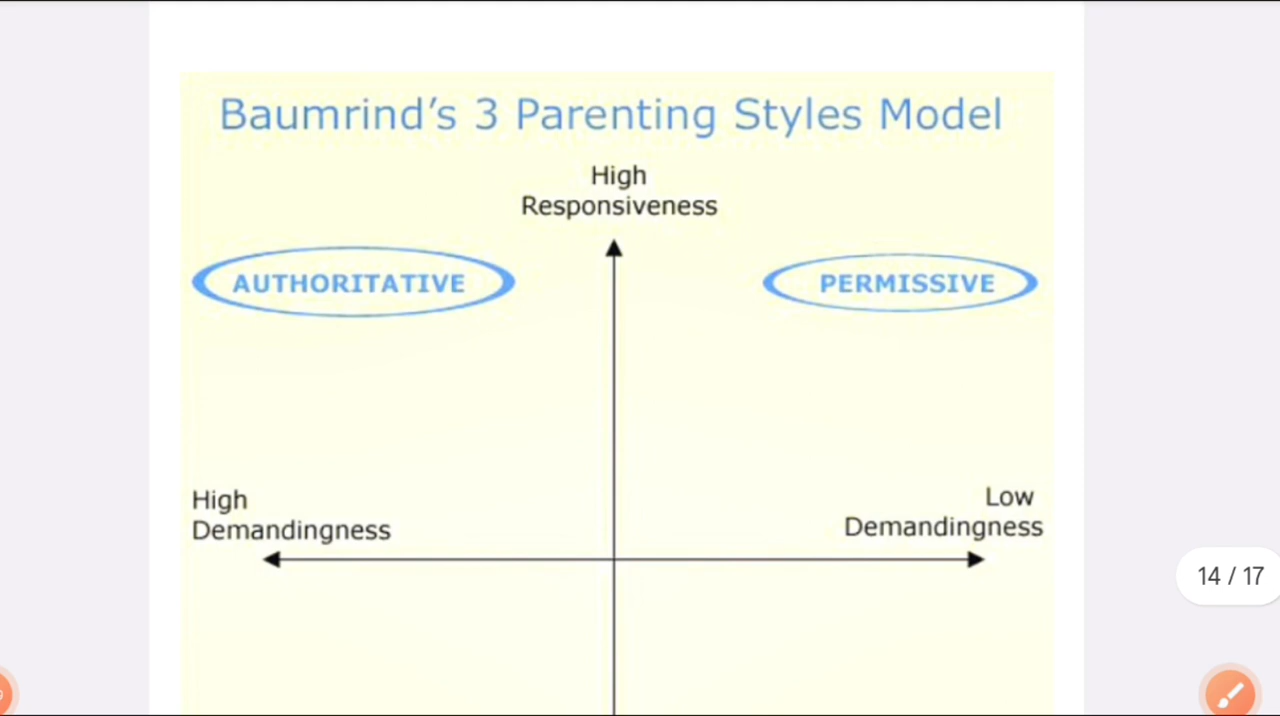 Baumrind's 3 Parenting Styles Model
High
Responsiveness
AUTHORITATIVE
PERMISSIVE
High
Demandingness
Low
Demandingness
14 / 17